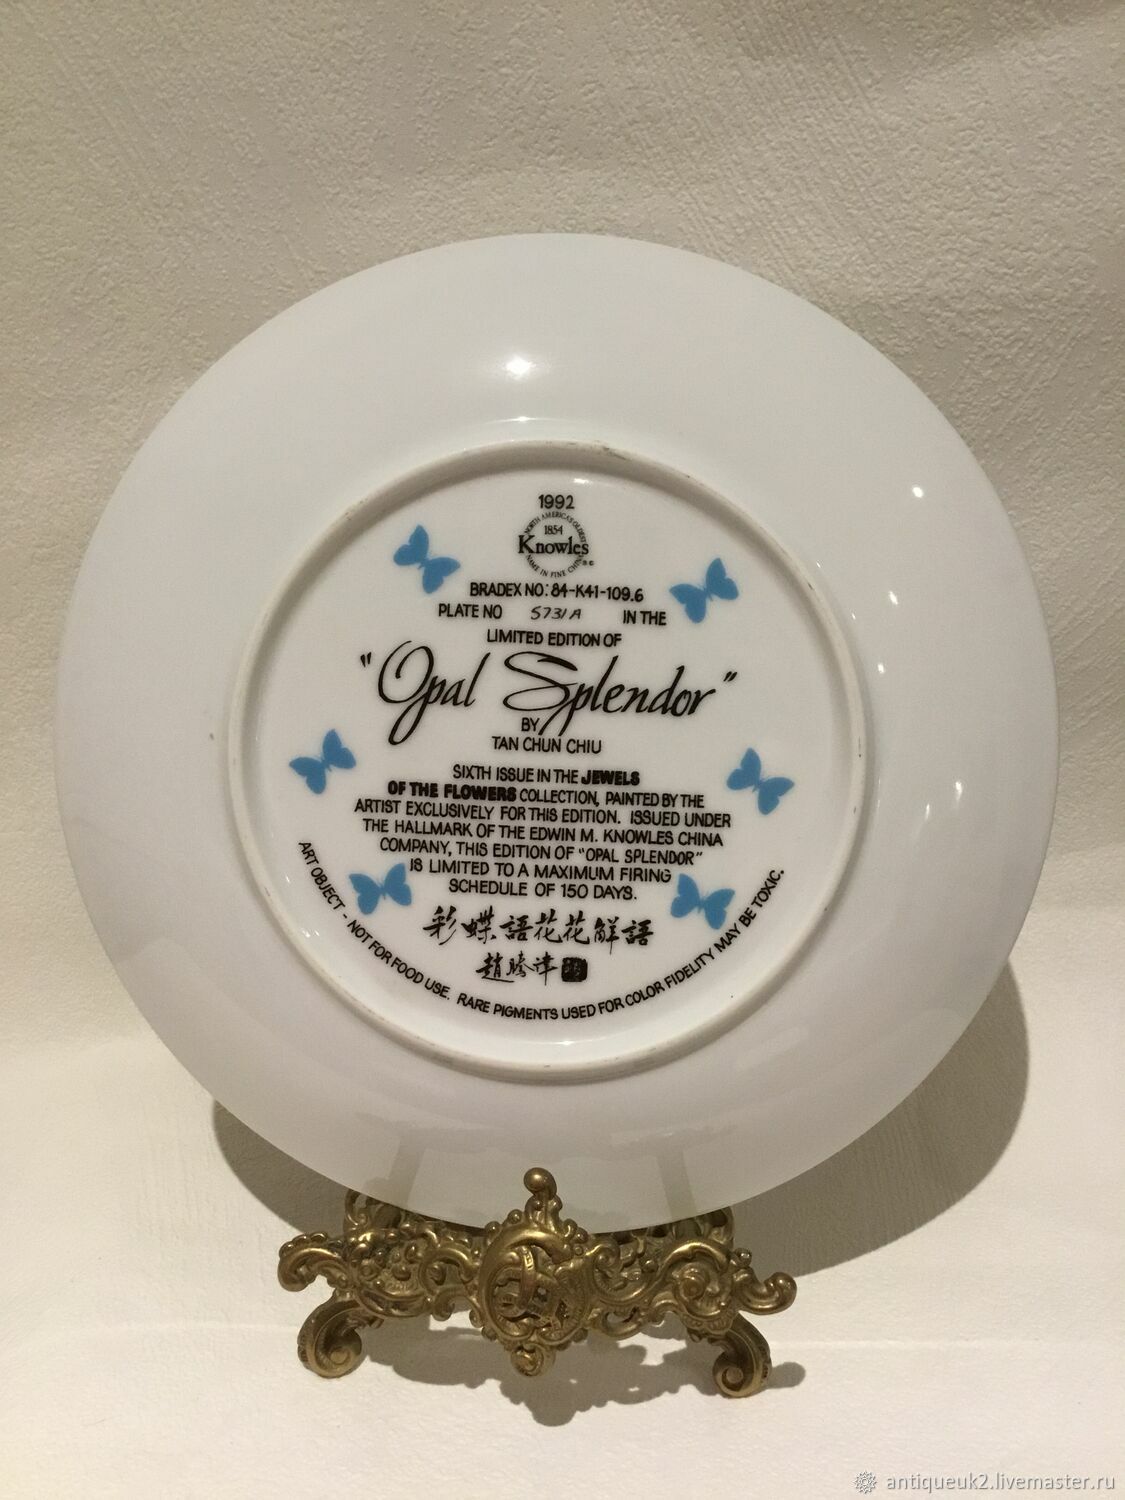 1992
NORTH AMERICA'S OLDEST
1854
Knowles
NAME IN FINE CHINA
BRADEX NO: 84-K41-109.6
PLATE NO 5731A IN THE
LIMITED EDITION OF
"Opal Splendor"
BY
TAN CHUN CHIU
SIXTH ISSUE IN THE JEWELS
OF THE FLOWERS COLLECTION, PAINTED BY THE
ARTIST EXCLUSIVELY FOR THIS EDITION. ISSUED UNDER
THE HALLMARK OF THE EDWIN M. KNOWLES CHINA
COMPANY, THIS EDITION OF "OPAL SPLENDOR"
IS LIMITED TO A MAXIMUM FIRING
SCHEDULE OF 150 DAYS.
彩蝶語花花解語
ART OBJECT - NOT FOR FOOD USE. RARE PIGMENTS USED FOR COLOR FIDELITY MAY BE TOXIC.
antiqueuk2.livemaster.ru